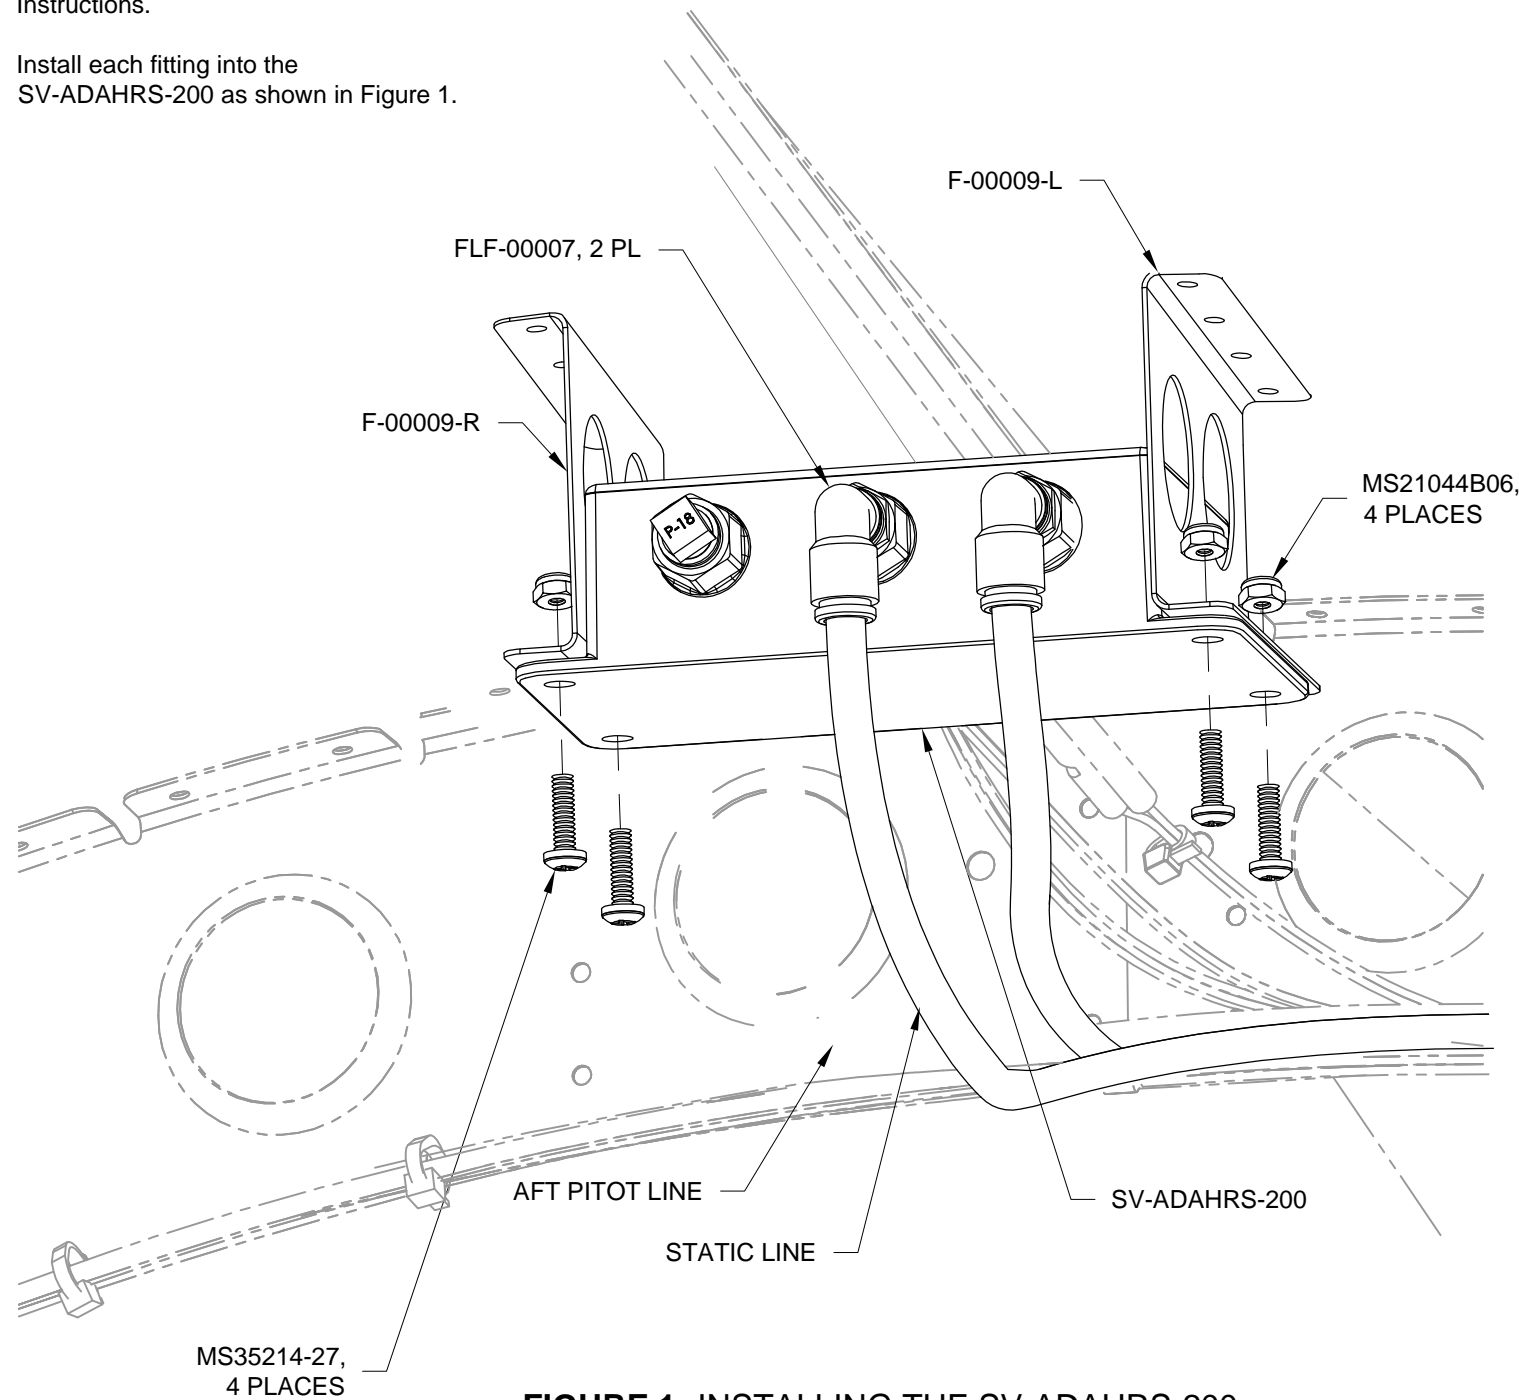 Instructions.
Install each fitting into the
SV-ADAHRS-200 as shown in Figure 1.
F-00009-L
FLF-00007, 2 PL
F-00009-R
MS21044B06,
4 PLACES
P-18
AFT PITOT LINE
SV-ADAHRS-200
STATIC LINE
MS35214-27,
4 PLACES
FIGURE 1: INSTALLING THE SV-ADAHRS-200